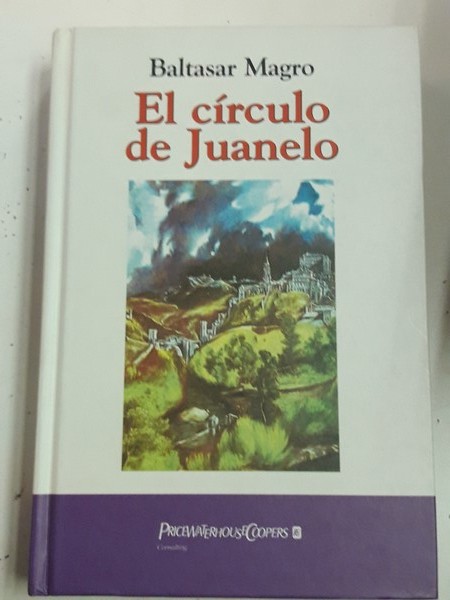 Baltasar Magro
El círculo
de Juanelo
PRICEWATERHOUSECOOPERS
Consulting